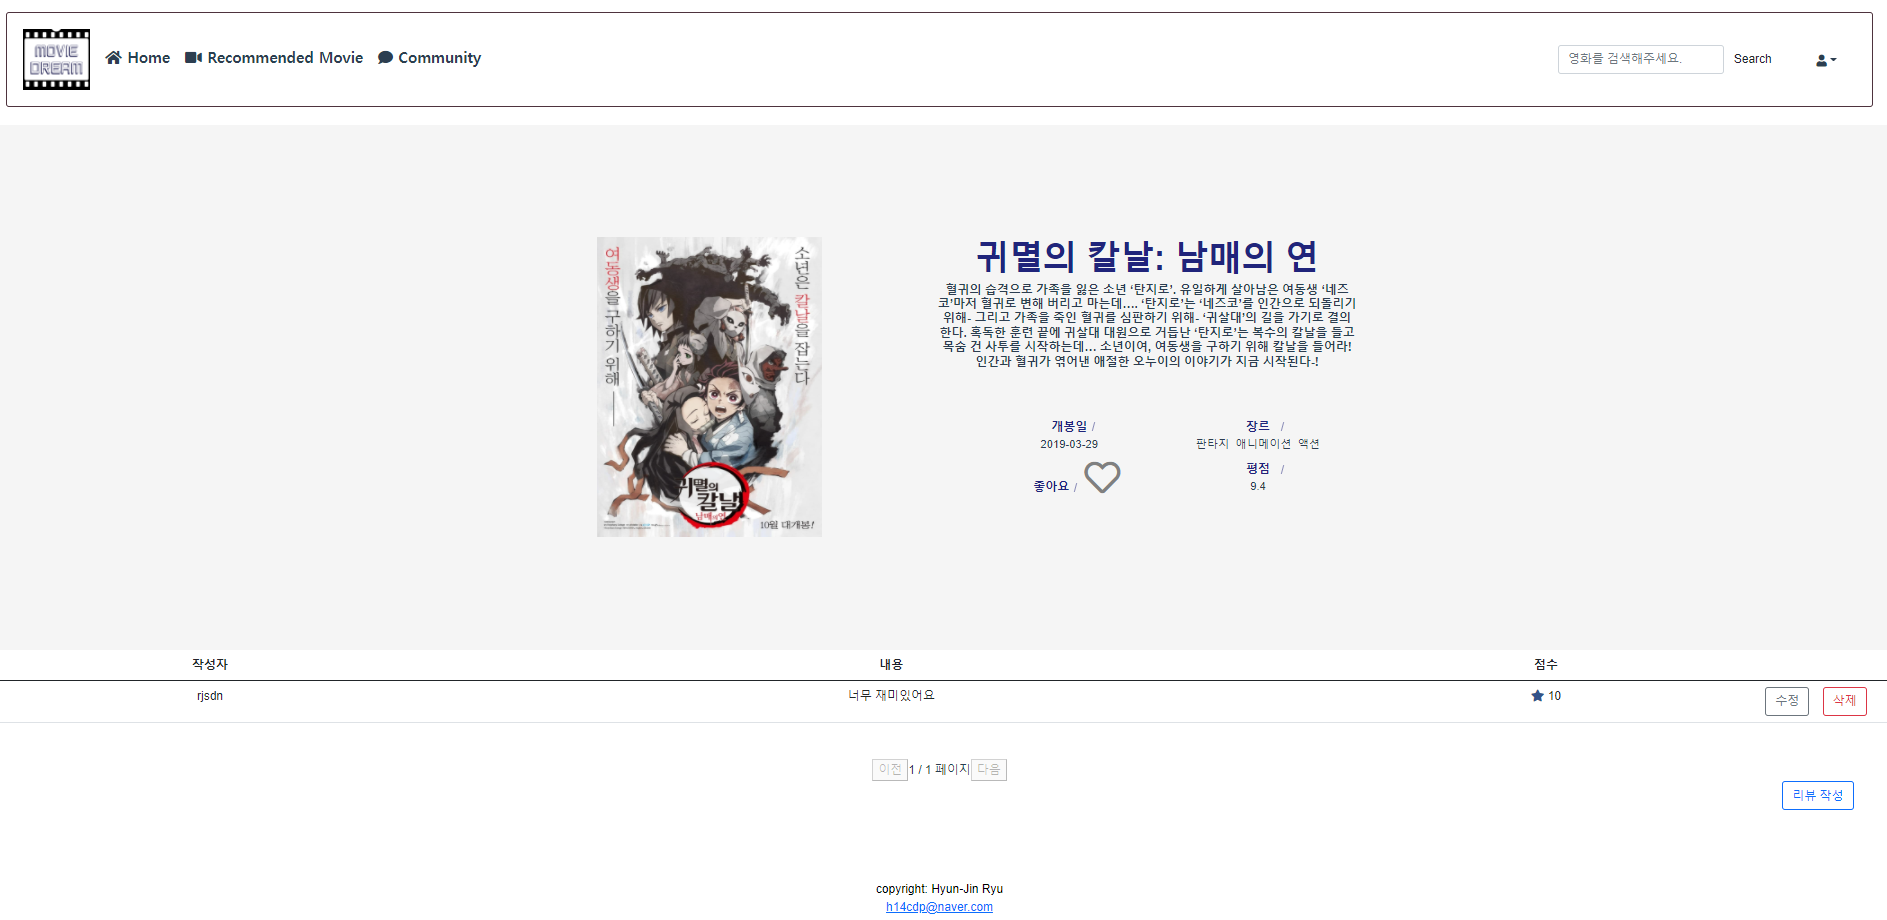 MOVIE
DREAM
Home
Recommended Movie
Community
영화를 검색해주세요.
Search
여동생을 구하기 위해
소년은 칼날을 잡는다
귀멸의
칼날
남매의 연
10월 대개봉!
귀멸의 칼날: 남매의 연
혈귀의 습격으로 가족을 잃은 소년 ‘탄지로’. 유일하게 살아남은 여동생 ‘네즈
코’마저 혈귀로 변해 버리고 마는데…. ‘탄지로’는 ‘네즈코’를 인간으로 되돌리기
위해- 그리고 가족을 죽인 혈귀를 심판하기 위해- ‘귀살대’의 길을 가기로 결의
한다. 혹독한 훈련 끝에 귀살대 대원으로 거듭난 ‘탄지로’는 복수의 칼날을 들고
목숨 건 사투를 시작하는데… 소년이여, 여동생을 구하기 위해 칼날을 들어라!
인간과 혈귀가 엮어낸 애절한 오누이의 이야기가 지금 시작된다-!
개봉일 /
2019-03-29
장르 /
판타지 애니메이션 액션
좋아요 /
평점 /
9.4
작성자 내용 점수
rjsdn 너무 재미있어요 10 수정 삭제
이전 1 / 1 페이지 다음
리뷰 작성
copyright: Hyun-Jin Ryu
h14cdp@naver.com